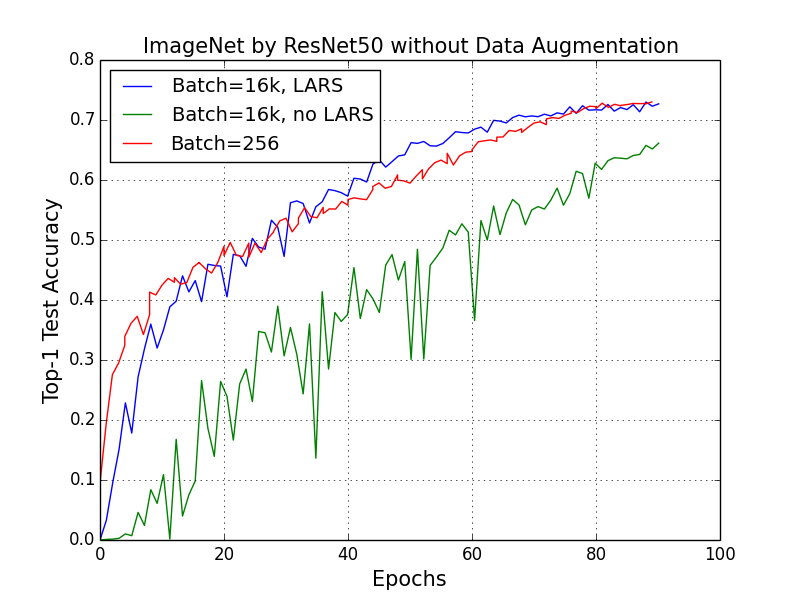 ImageNet by ResNet50 without Data Augmentation
Batch=16k, LARS
Batch=16k, no LARS
Batch=256
Top-1 Test Accuracy
0.8
0.7
0.6
0.5
0.4
0.3
0.2
0.1
0.0
0 20 40 60 80 100
Epochs